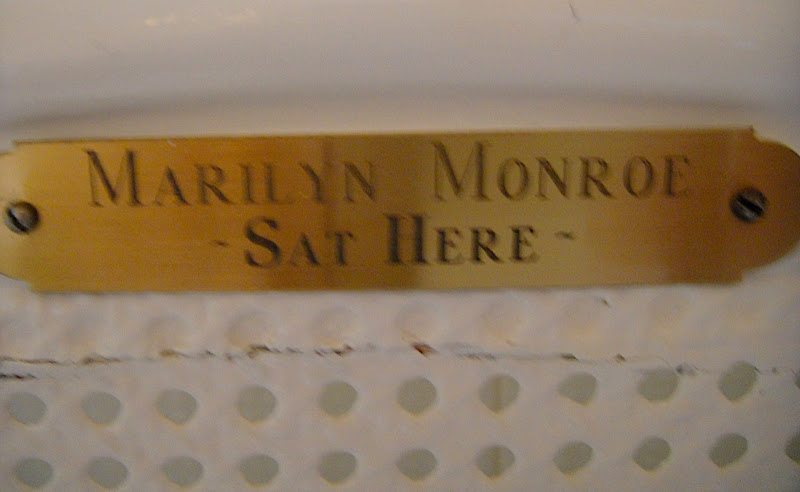 Marilyn Monroe
~ Sat Here ~